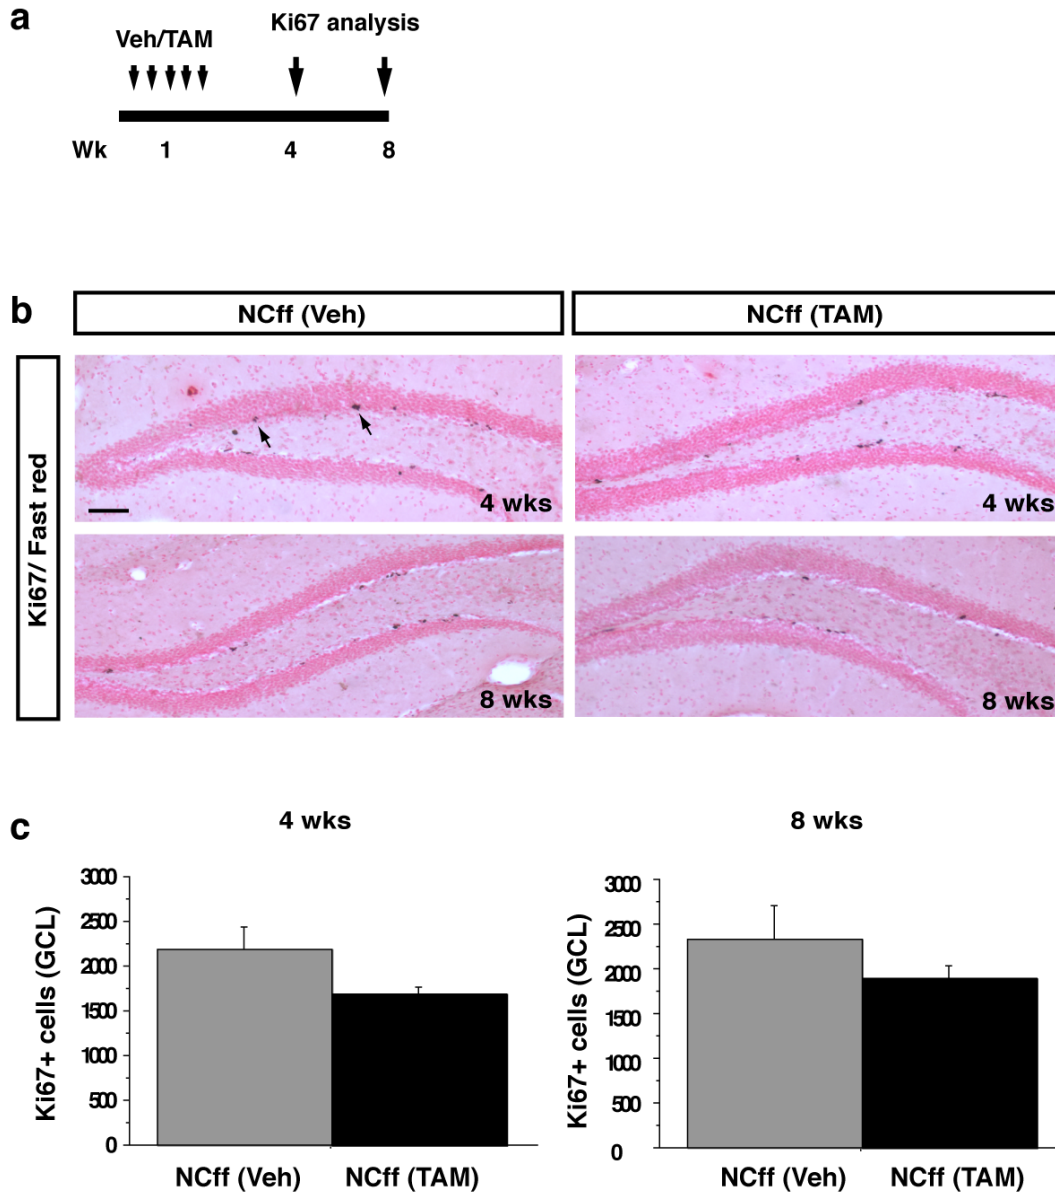 a
Veh/TAM
Ki67 analysis
Wk 1 4 8
b
NCff (Veh) NCff (TAM)
Ki67/ Fast red
4 wks 4 wks
8 wks 8 wks
c
4 wks 8 wks
Ki67+ cells (GCL)
3000
2500
2000
1500
1000
500
0
NCff (Veh) NCff (TAM)
Ki67+ cells (GCL)
3000
2500
2000
1500
1000
500
0
NCff (Veh) NCff (TAM)